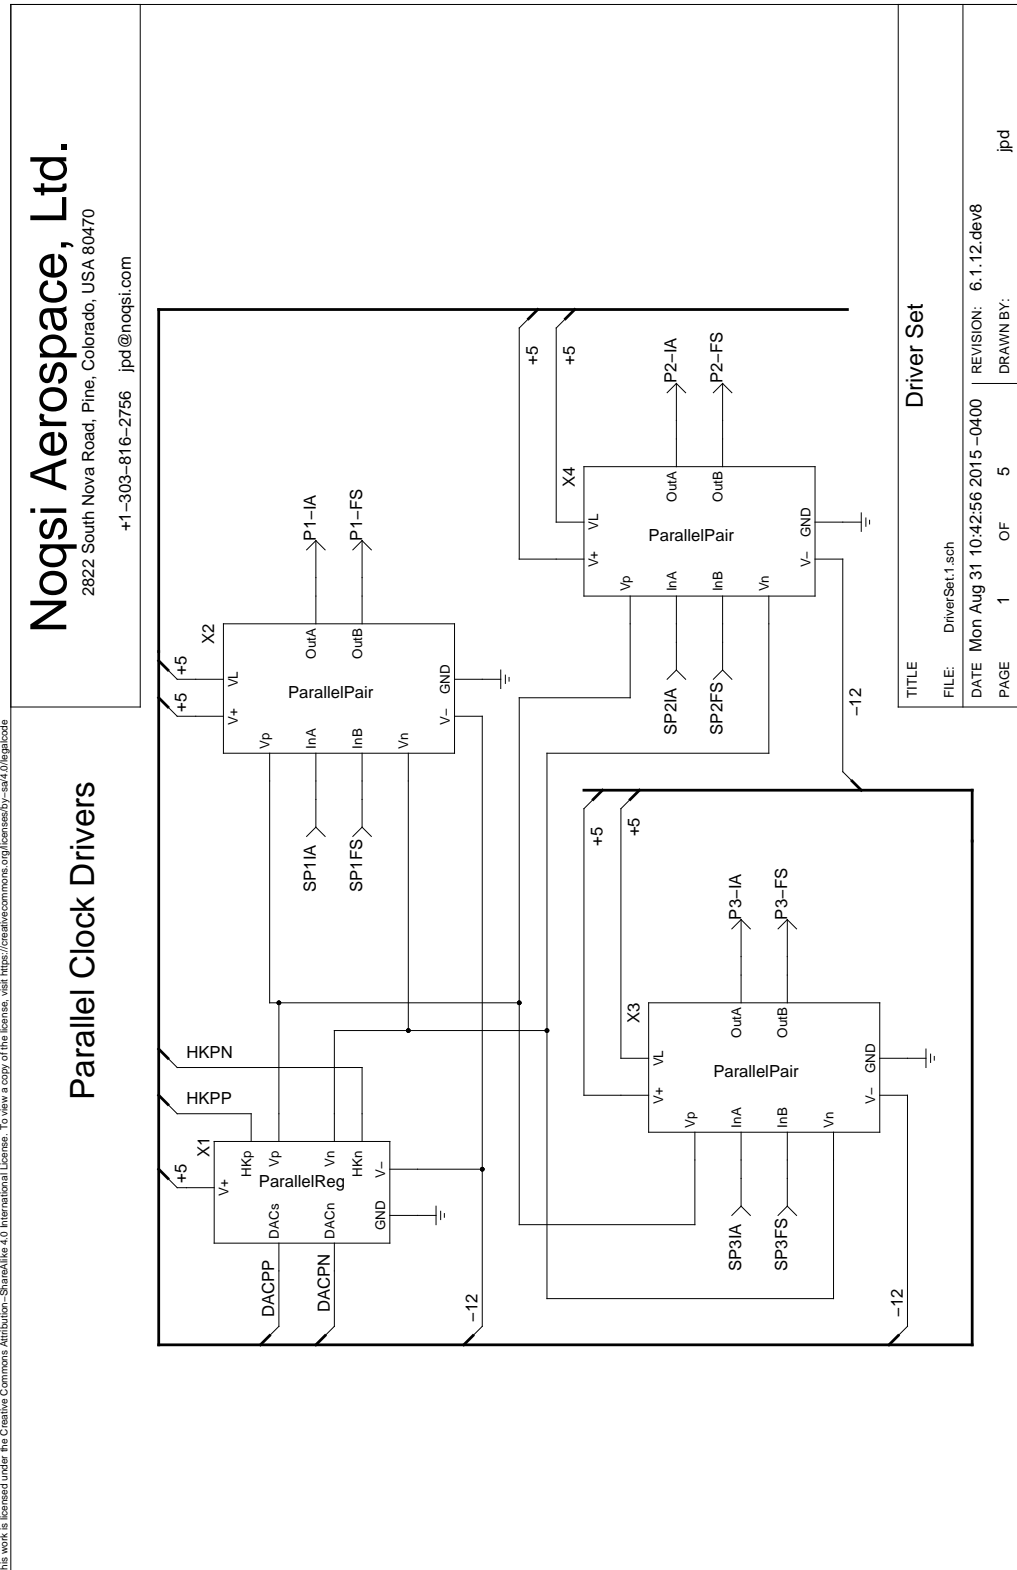 his work is licensed under the Creative Commons Attribution−ShareAlike 4.0 International License. To view a copy of the license, visit https://creativecommons.org/licenses/by−sa/4.0/legalcode
Noqsi Aerospace, Ltd.
2822 South Nova Road, Pine, Colorado, USA 80470
+1−303−816−2756 jpd@noqsi.com
Parallel Clock Drivers
HKPN
HKPP
+5
X1
HKp
Vp
Vn
HKn
V+
ParallelReg
V−
DACs
DACn
GND
DACPP
DACPN
−12
+5
+5
X2
VL
V+
OutA
OutB
ParallelPair
GND
V−
Vp
InA
InB
Vn
P1−IA
P1−FS
SP1IA
SP1FS
+5
+5
X4
VL
V+
OutA
OutB
ParallelPair
GND
V−
Vp
InA
InB
Vn
P2−IA
P2−FS
SP2IA
SP2FS
−12
+5
+5
X3
VL
V+
OutA
OutB
ParallelPair
GND
V−
Vp
InA
InB
Vn
P3−IA
P3−FS
SP3IA
SP3FS
−12
TITLE
Driver Set
FILE: DriverSet.1.sch
DATE Mon Aug 31 10:42:56 2015 −0400
REVISION: 6.1.12.dev8
PAGE 1 OF 5
DRAWN BY: jpd